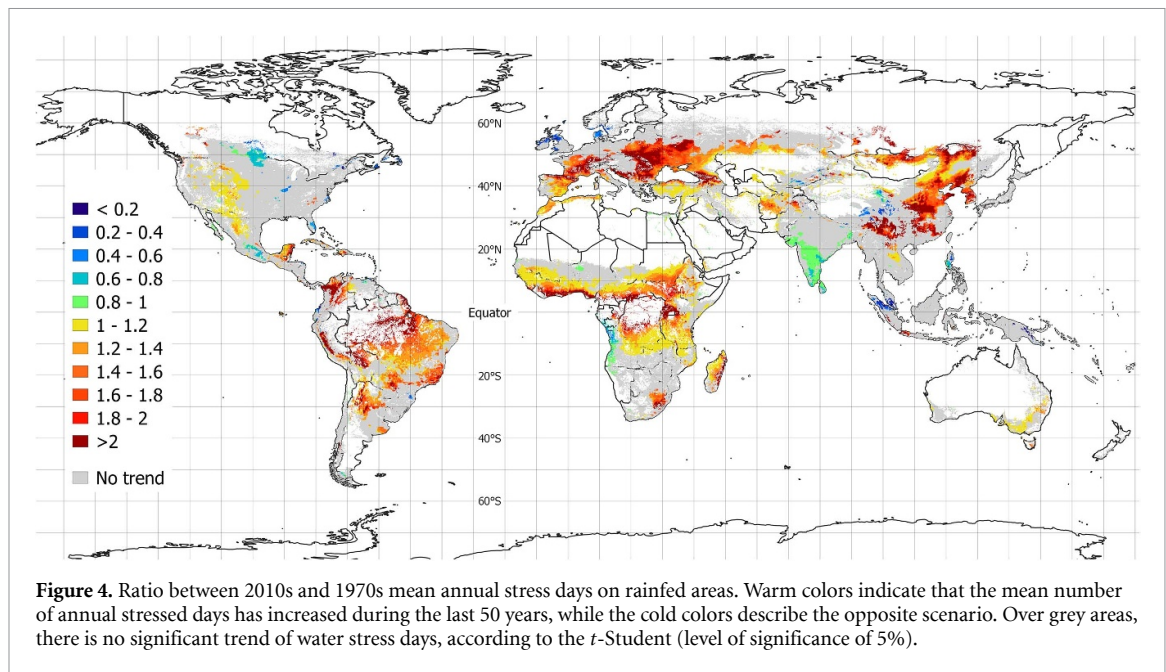 60°N
40°N
20°N
Equator
20°S
40°S
60°S
< 0.2
0.2 - 0.4
0.4 - 0.6
0.6 - 0.8
0.8 - 1
1 - 1.2
1.2 - 1.4
1.4 - 1.6
1.6 - 1.8
1.8 - 2
>2
No trend
Figure 4. Ratio between 2010s and 1970s mean annual stress days on rainfed areas. Warm colors indicate that the mean number
of annual stressed days has increased during the last 50 years, while the cold colors describe the opposite scenario. Over grey areas,
there is no significant trend of water stress days, according to the t-Student (level of significance of 5%).